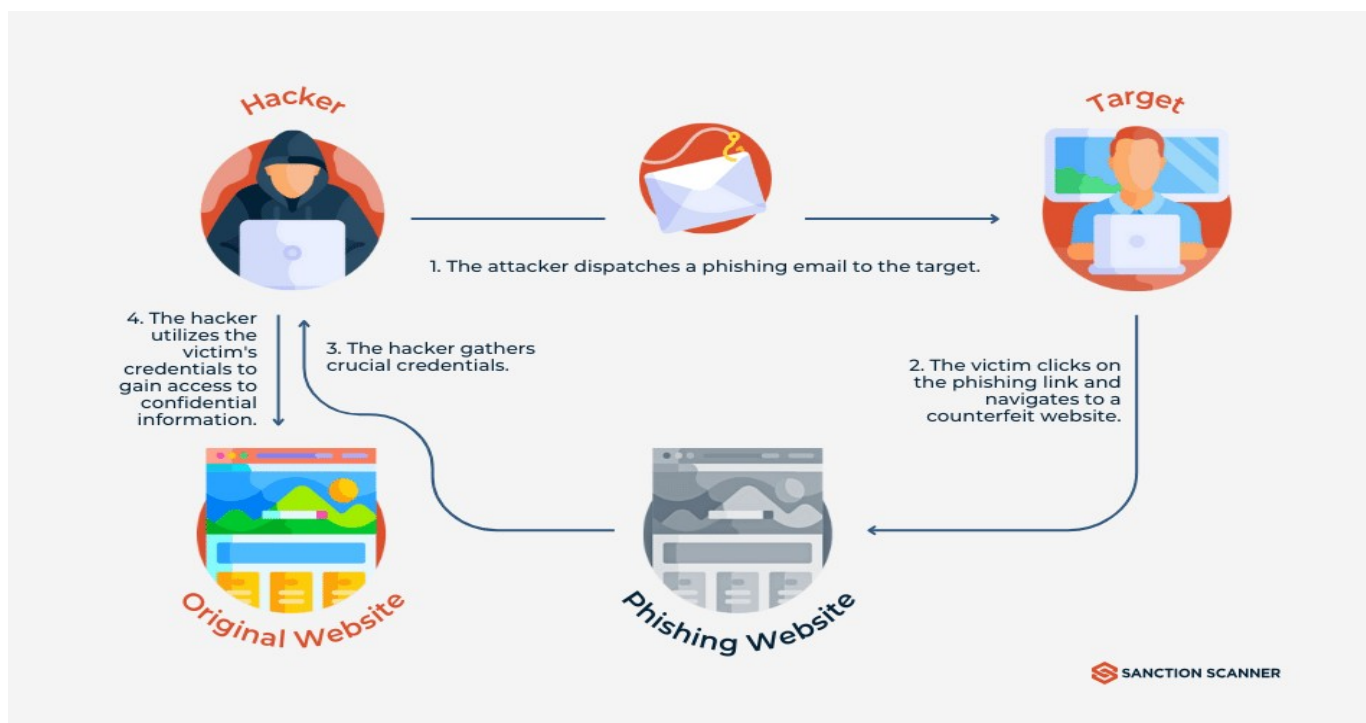 Hacker
Target
1. The attacker dispatches a phishing email to the target.
4. The hacker
utilizes the
victim's
credentials to
gain access to
confidential
information.
3. The hacker gathers
crucial credentials.
2. The victim clicks on
the phishing link and
navigates to a
counterfeit website.
Original Website
Phishing Website
SANCTION SCANNER